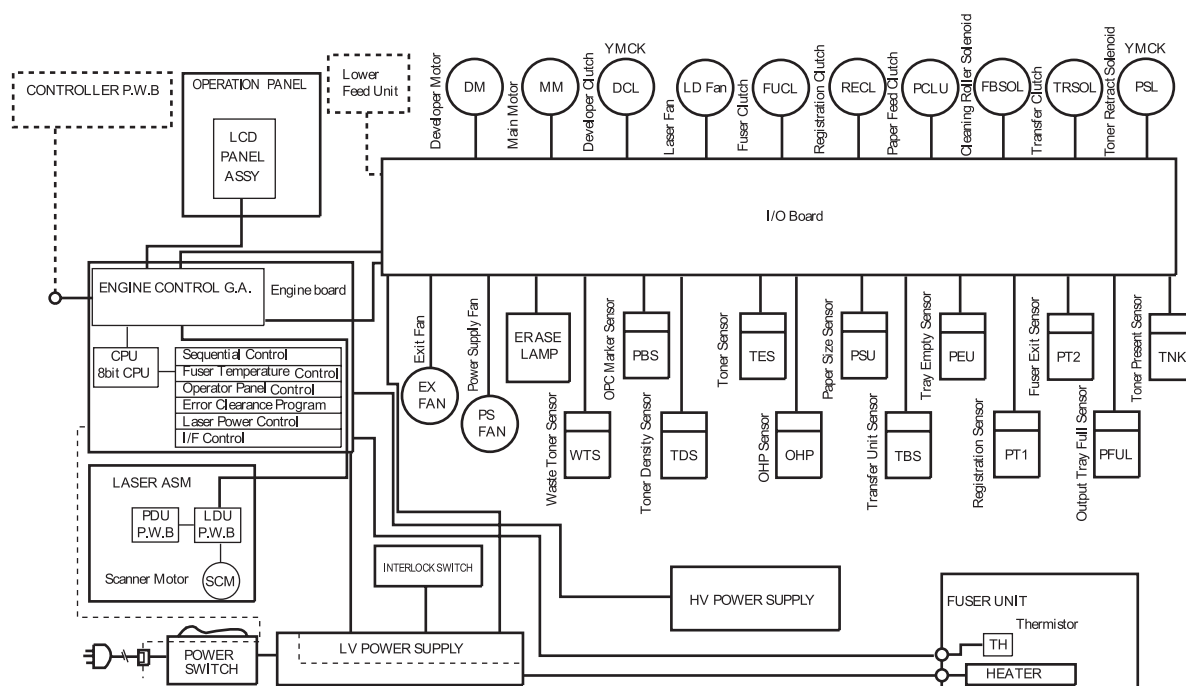 CONTROLLER P.W.B
OPERATION PANEL
LCD
PANEL
ASSY
Lower
Feed Unit
Developer Motor
DM
Main Motor
MM
Developer Clutch
YMCK
DCL
Laser Fan
LD Fan
Fuser Clutch
FUCL
Registration Clutch
RECL
Paper Feed Clutch
PCLU
Cleaning Roller Solenoid
FBSOL
Transfer Clutch
TRSOL
Toner Retract Solenoid
YMCK
PSL
I/O Board
ENGINE CONTROL G.A.
Engine board
CPU
8bit CPU
Sequential Control
Fuser Temperature Control
Operator Panel Control
Error Clearance Program
Laser Power Control
I/F Control
Exit Fan
EX
FAN
Power Supply Fan
PS
FAN
ERASE
LAMP
Waste Toner Sensor
WTS
OPC Marker Sensor
PBS
Toner Density Sensor
TDS
Toner Sensor
TES
OHP Sensor
OHP
Paper Size Sensor
PSU
Transfer Unit Sensor
TBS
Tray Empty Sensor
PEU
Registration Sensor
PT1
Fuser Exit Sensor
PT2
Output Tray Full Sensor
PFUL
Toner Present Sensor
TNK
LASER ASM
PDU
P.W.B
LDU
P.W.B
Scanner Motor
SCM
INTERLOCK SWITCH
HV POWER SUPPLY
FUSER UNIT
Thermistor
TH
HEATER
POWER
SWITCH
LV POWER SUPPLY